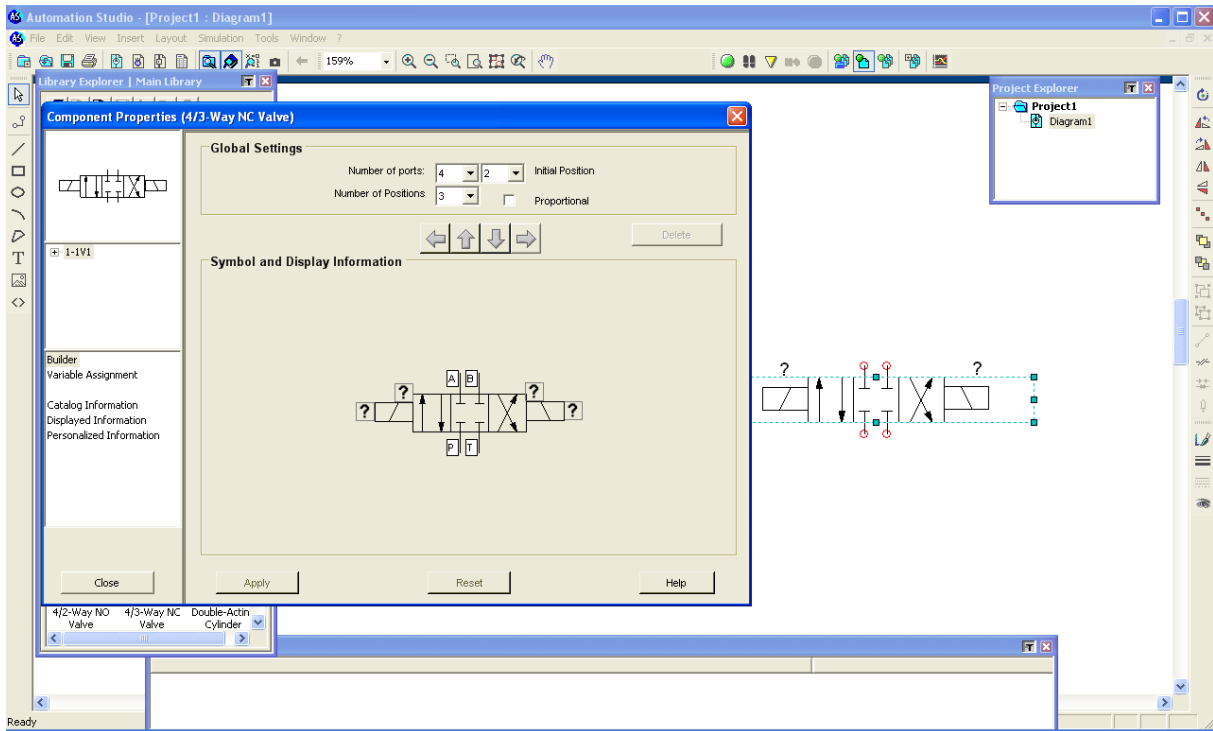 Automation Studio - [Project1 : Diagram1]
File Edit View Insert Layout Simulation Tools Window ?
159%
Library Explorer | Main Library
Project Explorer
Project1
Diagram1
Component Properties (4/3-Way NC Valve)
Global Settings
Number of ports: 4 2 Initial Position
Number of Positions 3 Proportional
Delete
1-1V1
Symbol and Display Information
Builder
Variable Assignment
Catalog Information
Displayed Information
Personalized Information
A B
? ?
? ?
P T
? ?
Close Apply Reset Help
4/2-Way NO Valve
4/3-Way NC Valve
Double-Actin Cylinder
Ready